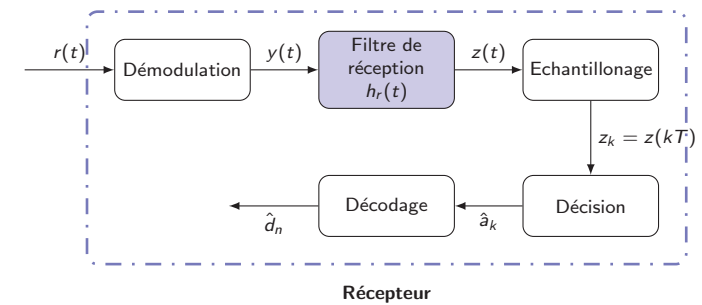 r(t)
Démodulation
y(t)
Filtre de
réception
h_r(t)
z(t)
Echantillonage
z_k = z(kT)
Décision
â_k
Décodage
d̂_n
Récepteur